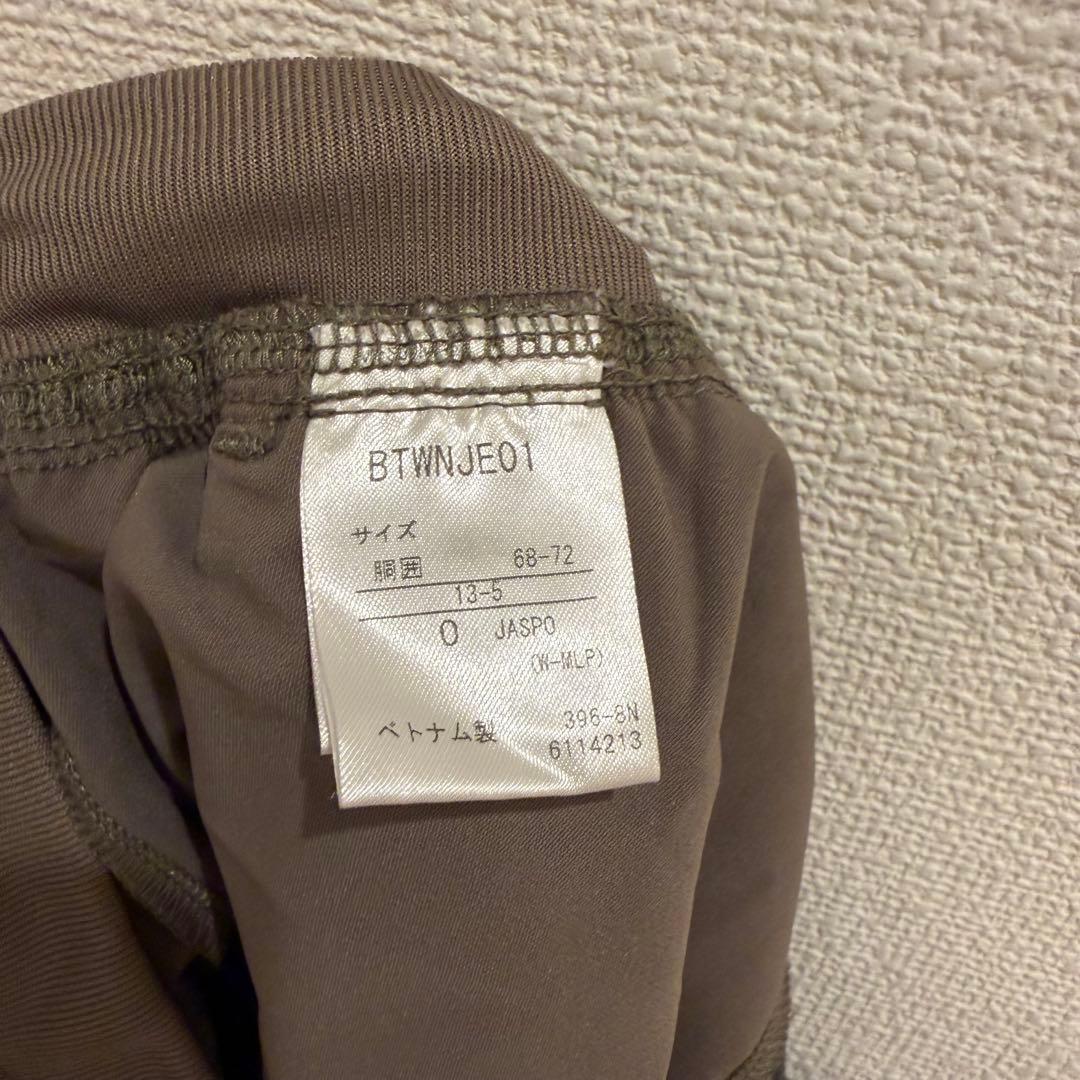 BTWNJE01
サイズ
胴囲 68-72
13-5
O JASPO
(W-MLP)
ベトナム製 396-8N
6114213